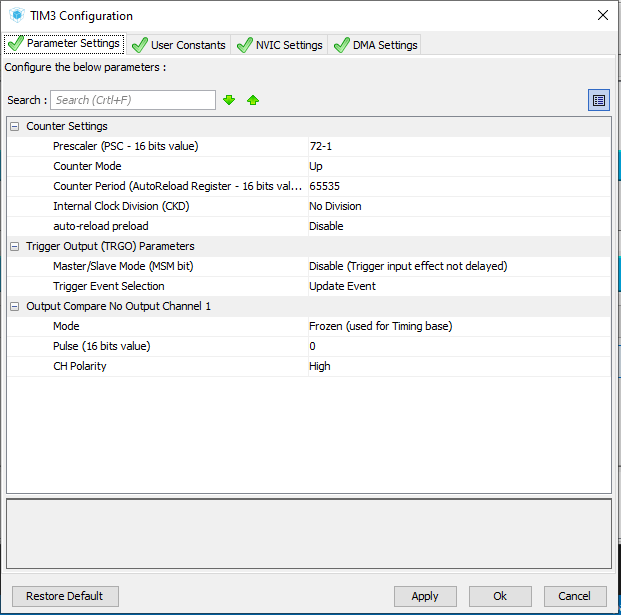 TIM3 Configuration
Parameter Settings User Constants NVIC Settings DMA Settings
Configure the below parameters :
Search : Search (Crtl+F)
Counter Settings
Prescaler (PSC - 16 bits value) 72-1
Counter Mode Up
Counter Period (AutoReload Register - 16 bits val... 65535
Internal Clock Division (CKD) No Division
auto-reload preload Disable
Trigger Output (TRGO) Parameters
Master/Slave Mode (MSM bit) Disable (Trigger input effect not delayed)
Trigger Event Selection Update Event
Output Compare No Output Channel 1
Mode Frozen (used for Timing base)
Pulse (16 bits value) 0
CH Polarity High
Restore Default Apply Ok Cancel